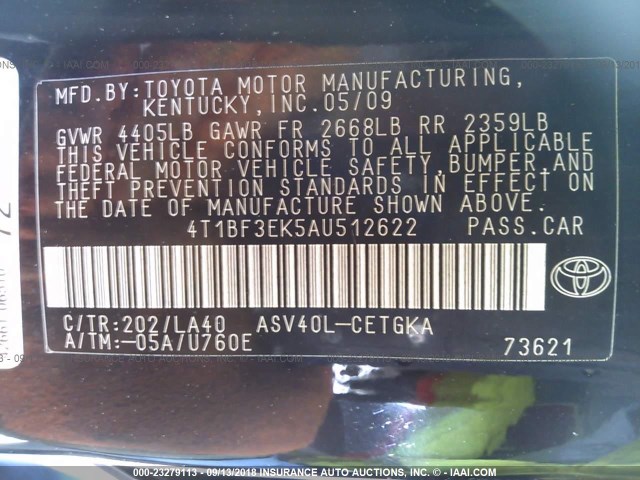 MFD.BY:TOYOTA MOTOR MANUFACTURING,
KENTUCKY,INC.05/09
GVWR 4405LB GAWR FR 2668LB RR 2359LB
THIS VEHICLE CONFORMS TO ALL APPLICABLE
FEDERAL MOTOR VEHICLE SAFETY,BUMPER,AND
THEFT PREVENTION STANDARDS IN EFFECT ON
THE DATE OF MANUFACTURE SHOWN ABOVE.
4T1BF3EK5AU512622 PASS.CAR
C/TR:202/LA40 ASV40L-CETGKA
A/TM:-05A/U760E 73621
000-23279113 - 09/13/2018 INSURANCE AUTO AUCTIONS, INC. - IAAI.COM